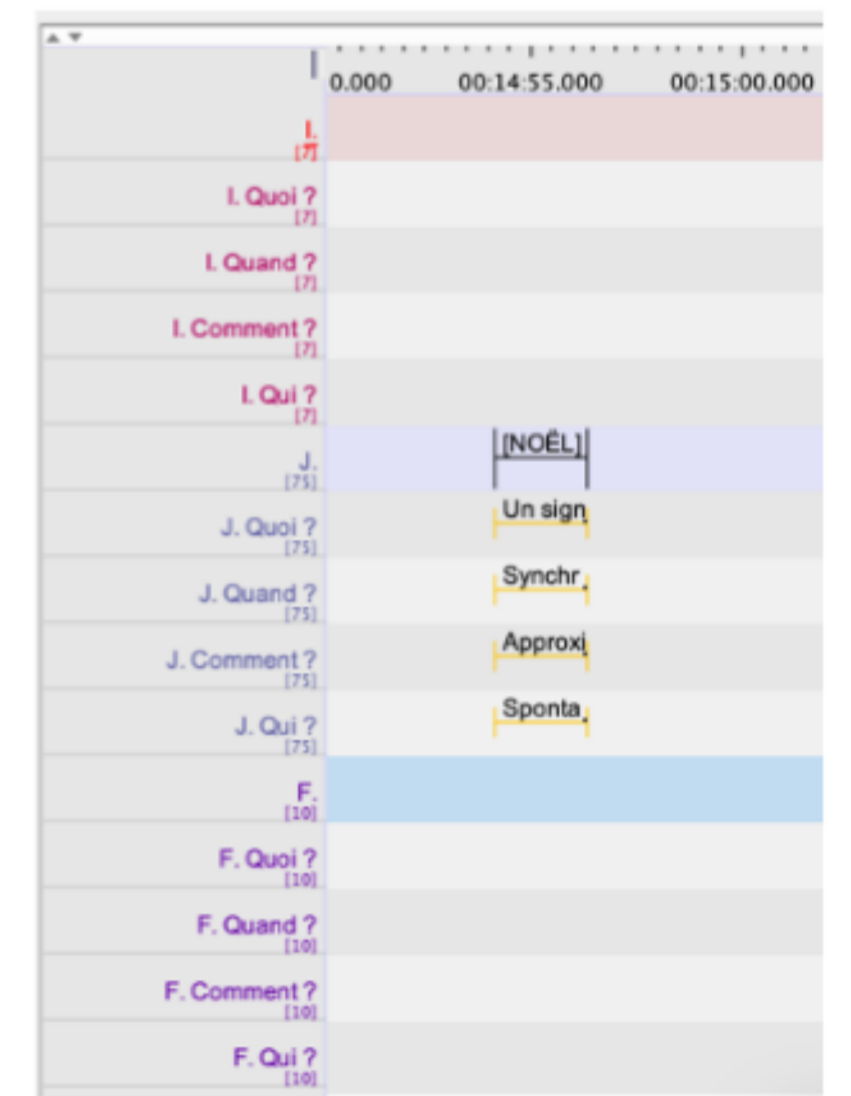 0.000 00:14:55.000 00:15:00.000
I.
[7]
I. Quoi ?
[7]
I. Quand ?
[7]
I. Comment ?
[7]
I. Qui ?
[7]
J. [NOËL]
[75]
J. Quoi ? Un sign
[75]
J. Quand ? Synchr
[75]
J. Comment ? Approxi
[75]
J. Qui ? Sponta
[75]
F.
[10]
F. Quoi ?
[10]
F. Quand ?
[10]
F. Comment ?
[10]
F. Qui ?
[10]